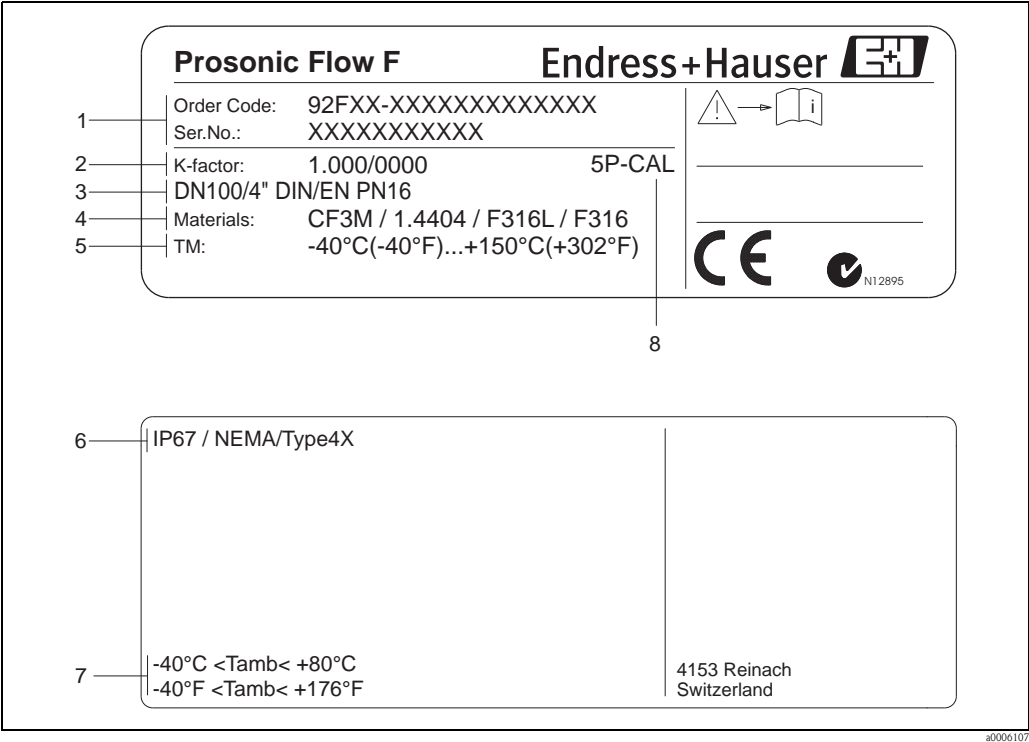 Prosonic Flow F
Endress+Hauser
1
Order Code: 92FXX-XXXXXXXXXXXXX
Ser.No.: XXXXXXXXXXX
i
2
K-factor: 1.000/0000 5P-CAL
3
DN100/4" DIN/EN PN16
4
Materials: CF3M / 1.4404 / F316L / F316
5
TM: -40°C(-40°F)...+150°C(+302°F)
CE
N12895
8
6
IP67 / NEMA/Type4X
7
-40°C <Tamb< +80°C
-40°F <Tamb< +176°F
4153 Reinach
Switzerland
a0006107